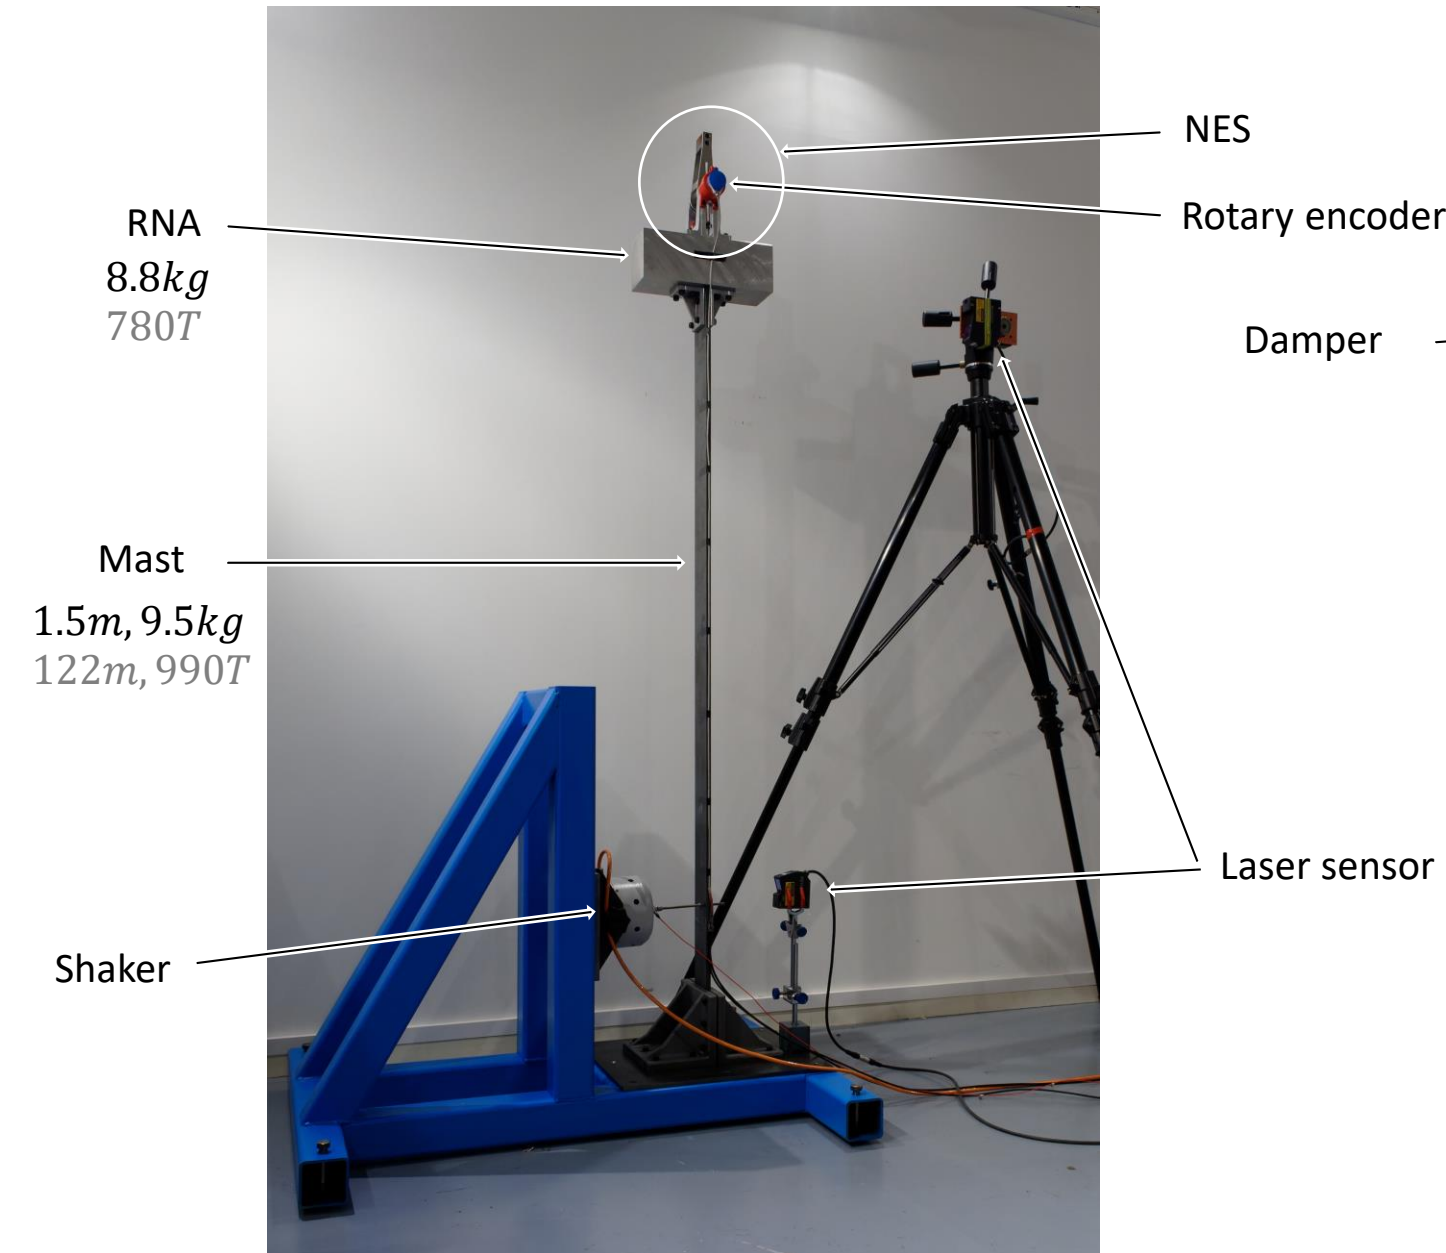 NES
Rotary encoder
RNA
8.8kg
780T
Damper
Mast
1.5m, 9.5kg
122m, 990T
Laser sensor
Shaker